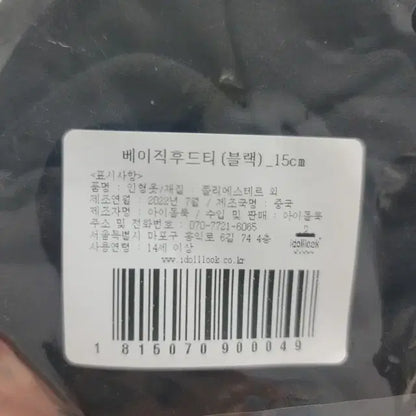 베이직후드티(블랙)_15cm
<표시사항>
품명 : 인형옷/재질 : 폴리에스테르 외
제조연월 : 2022년 7월 / 제조국명 : 중국
제조자명 : 아이돌룩 / 수입 및 판매 : 아이돌룩
주소 및 전화번호 : 070-7721-6065
서울특별시 마포구 홍익로 6길 74 4층
사용연령 : 14세 이상
idolllook
www.idolllook.co.kr
1 815070 900049